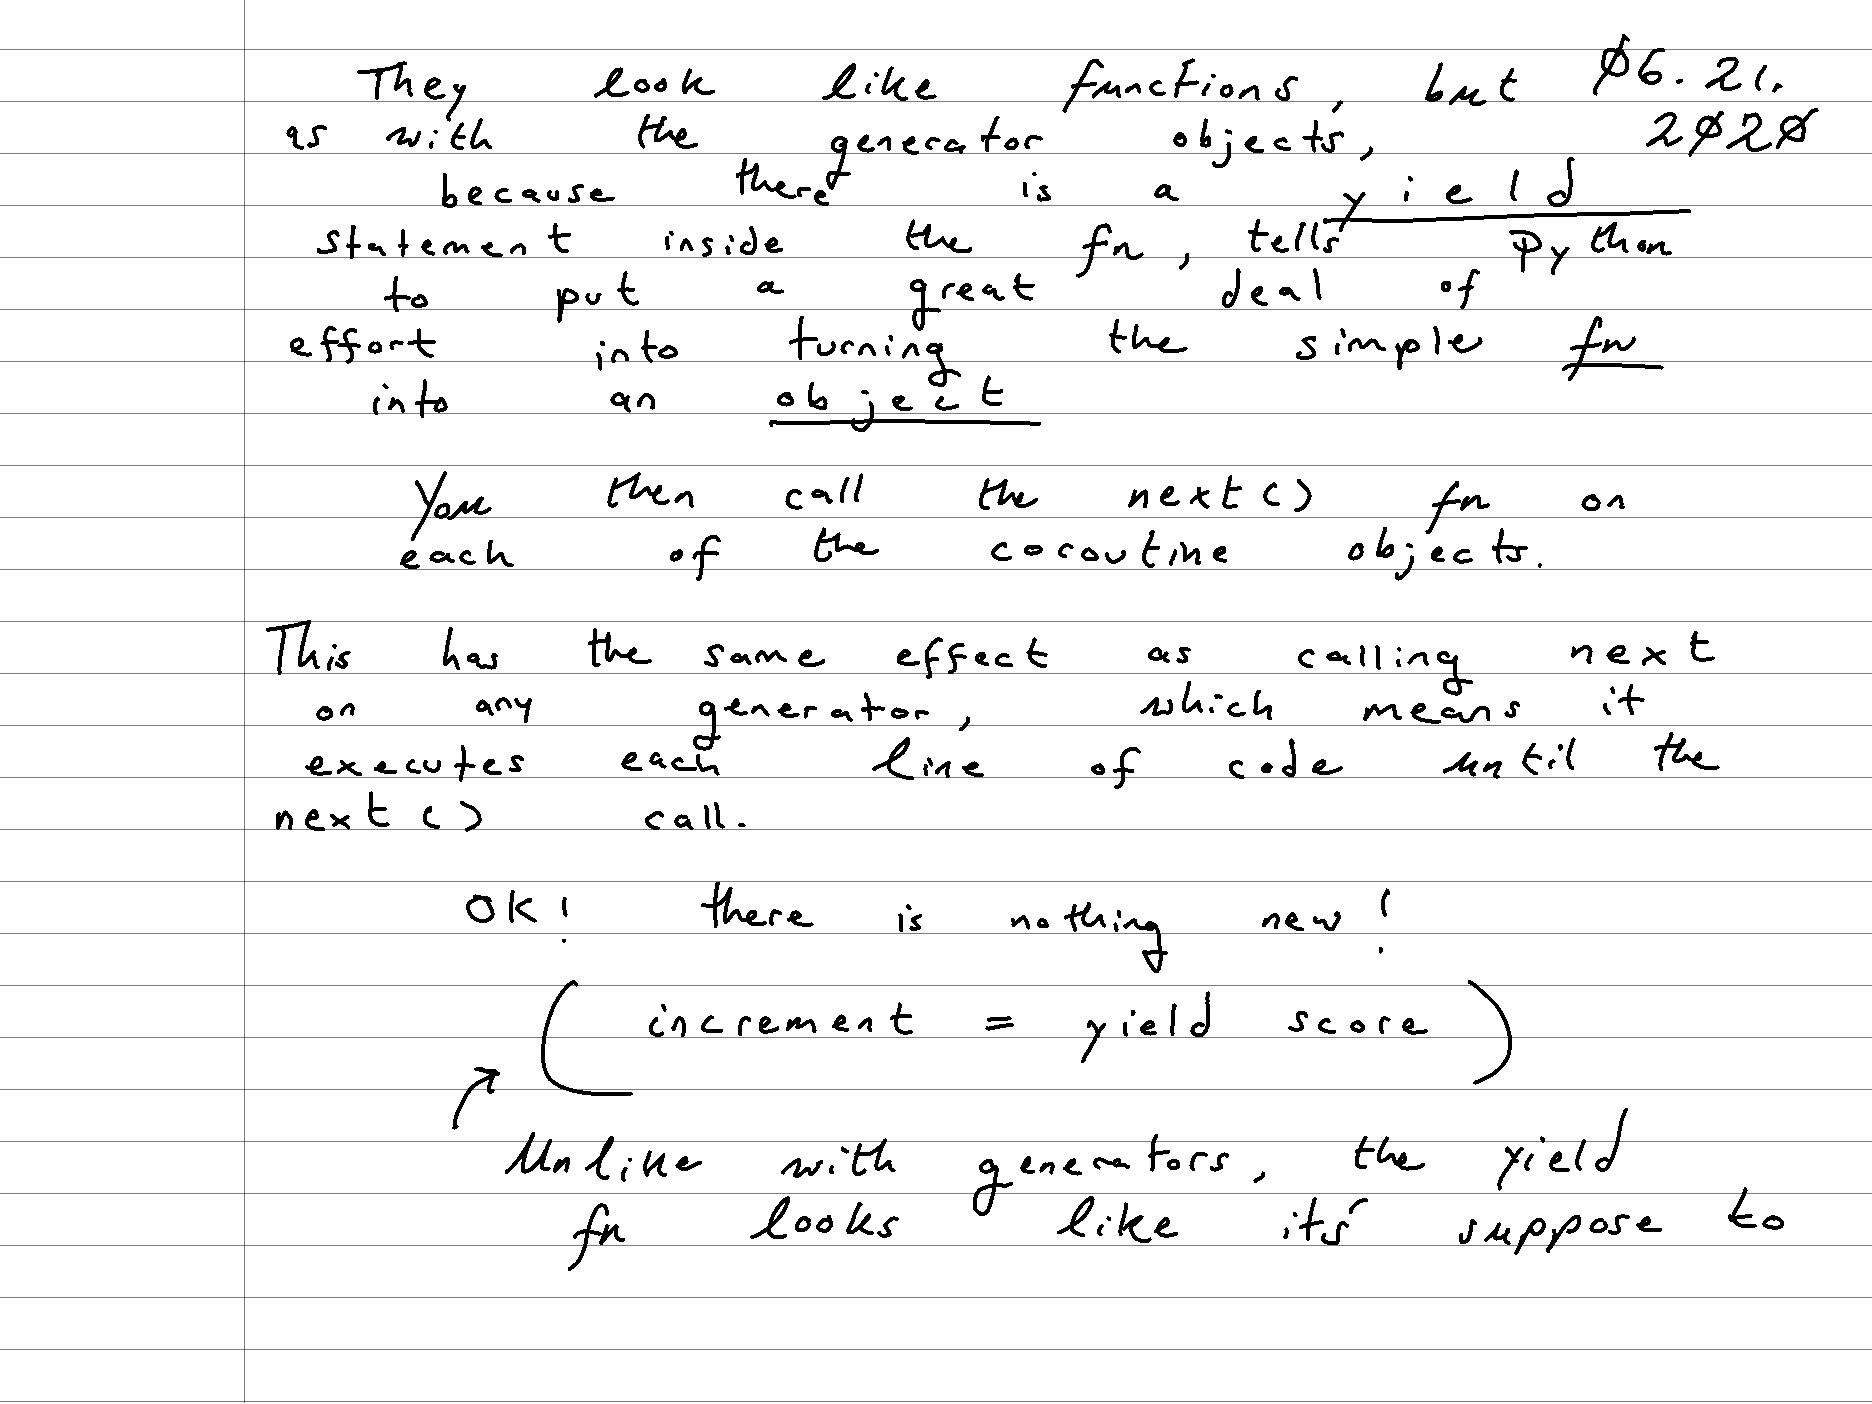 They look like functions, but 06.21.
as with the generator objects, 2020
because there is a yield
statement inside the fn, tells Python
to put a great deal of
effort into turning the simple fn
into an object
You then call the next() fn on
each of the coroutine objects.
This has the same effect as calling next
on any generator, which means it
executes each line of code until the
next() call.
OK! there is nothing new!
(increment = yield score)
Unlike with generators, the yield
fn looks like its suppose to